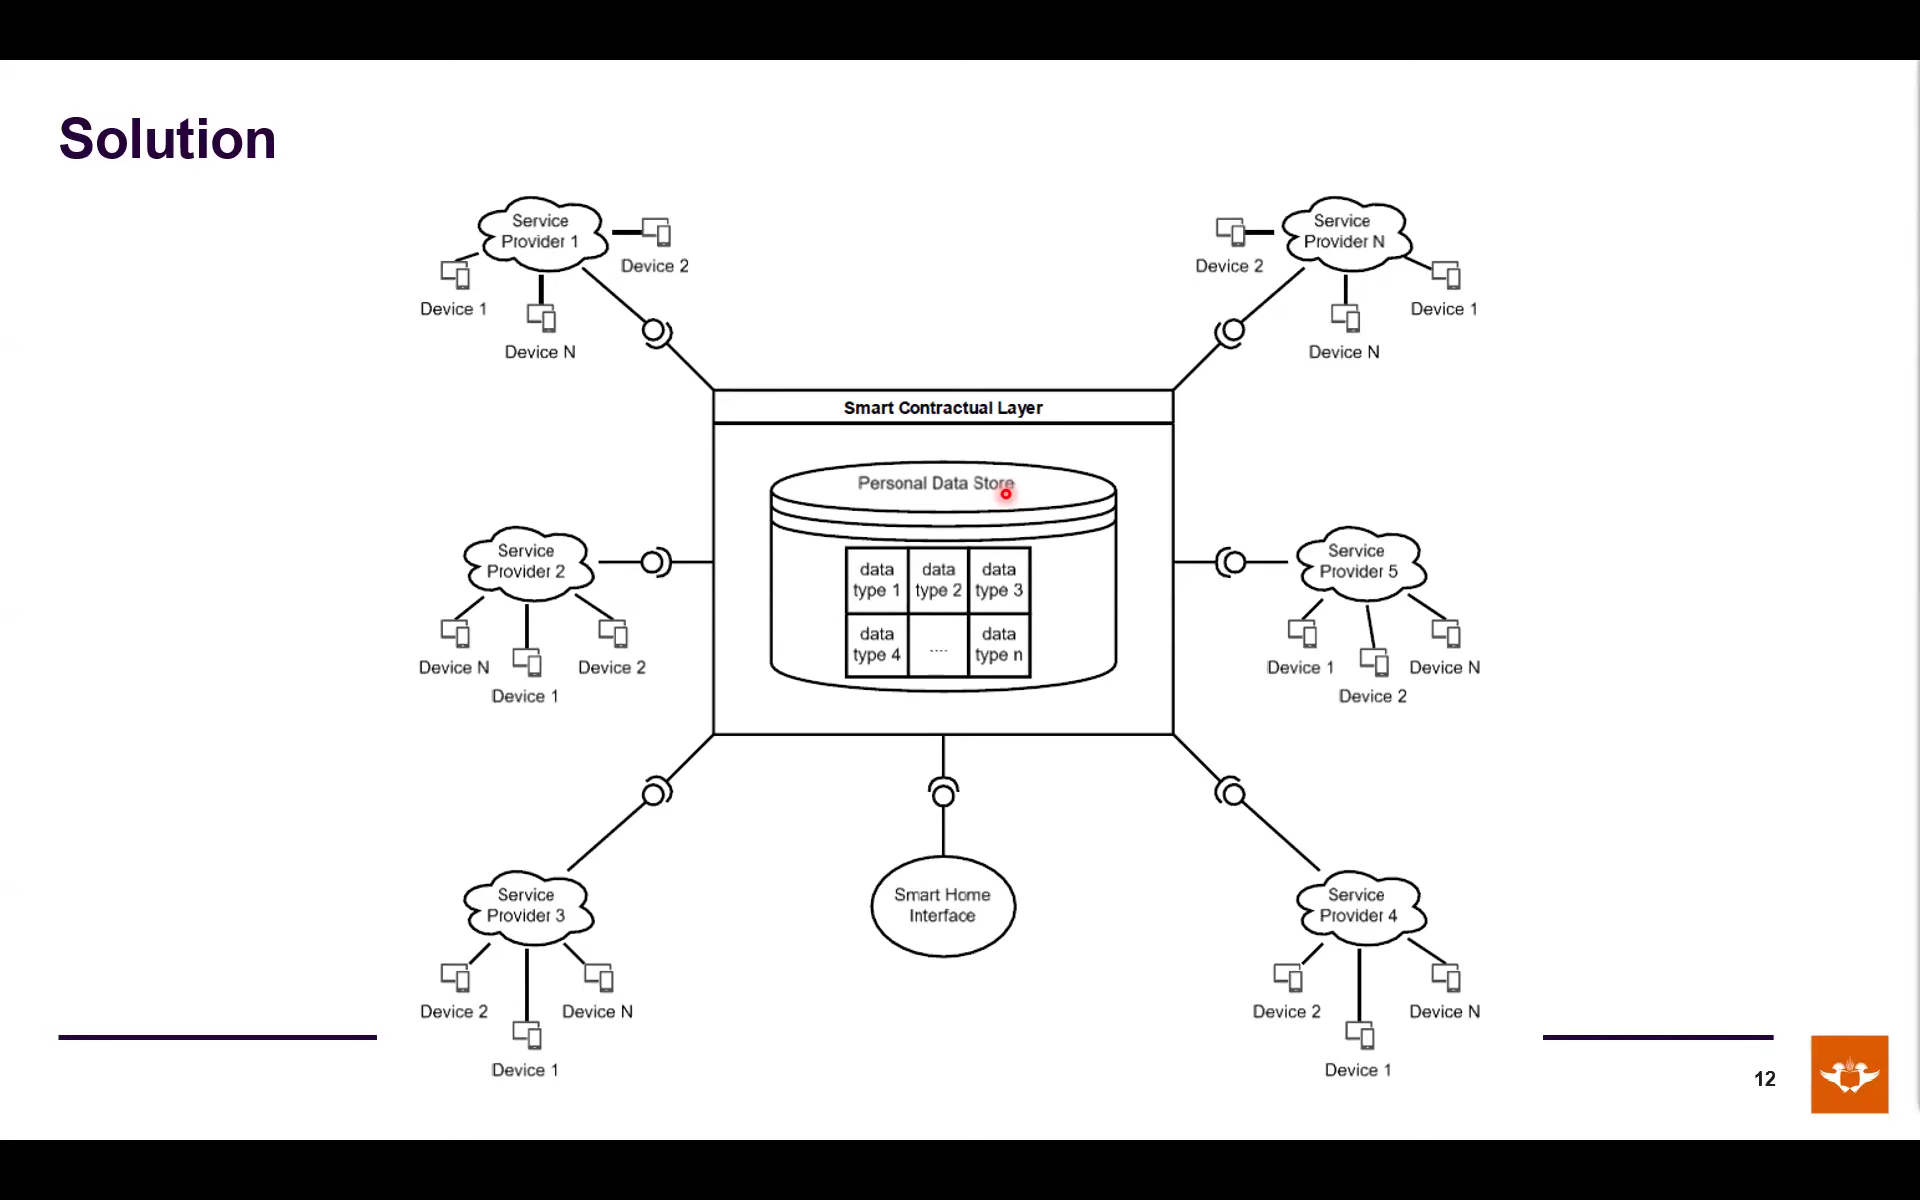 Solution
Service
Provider 1
Device 2
Device 1
Device N
Service
Provider N
Device 2
Device 1
Device N
Smart Contractual Layer
Personal Data Store
data
type 1
data
type 2
data
type 3
data
type 4
....
data
type n
Service
Provider 2
Device N
Device 2
Device 1
Service
Provider 5
Device 1
Device N
Device 2
Service
Provider 3
Device 2
Device N
Device 1
Smart Home
Interface
Service
Provider 4
Device 2
Device N
Device 1
12